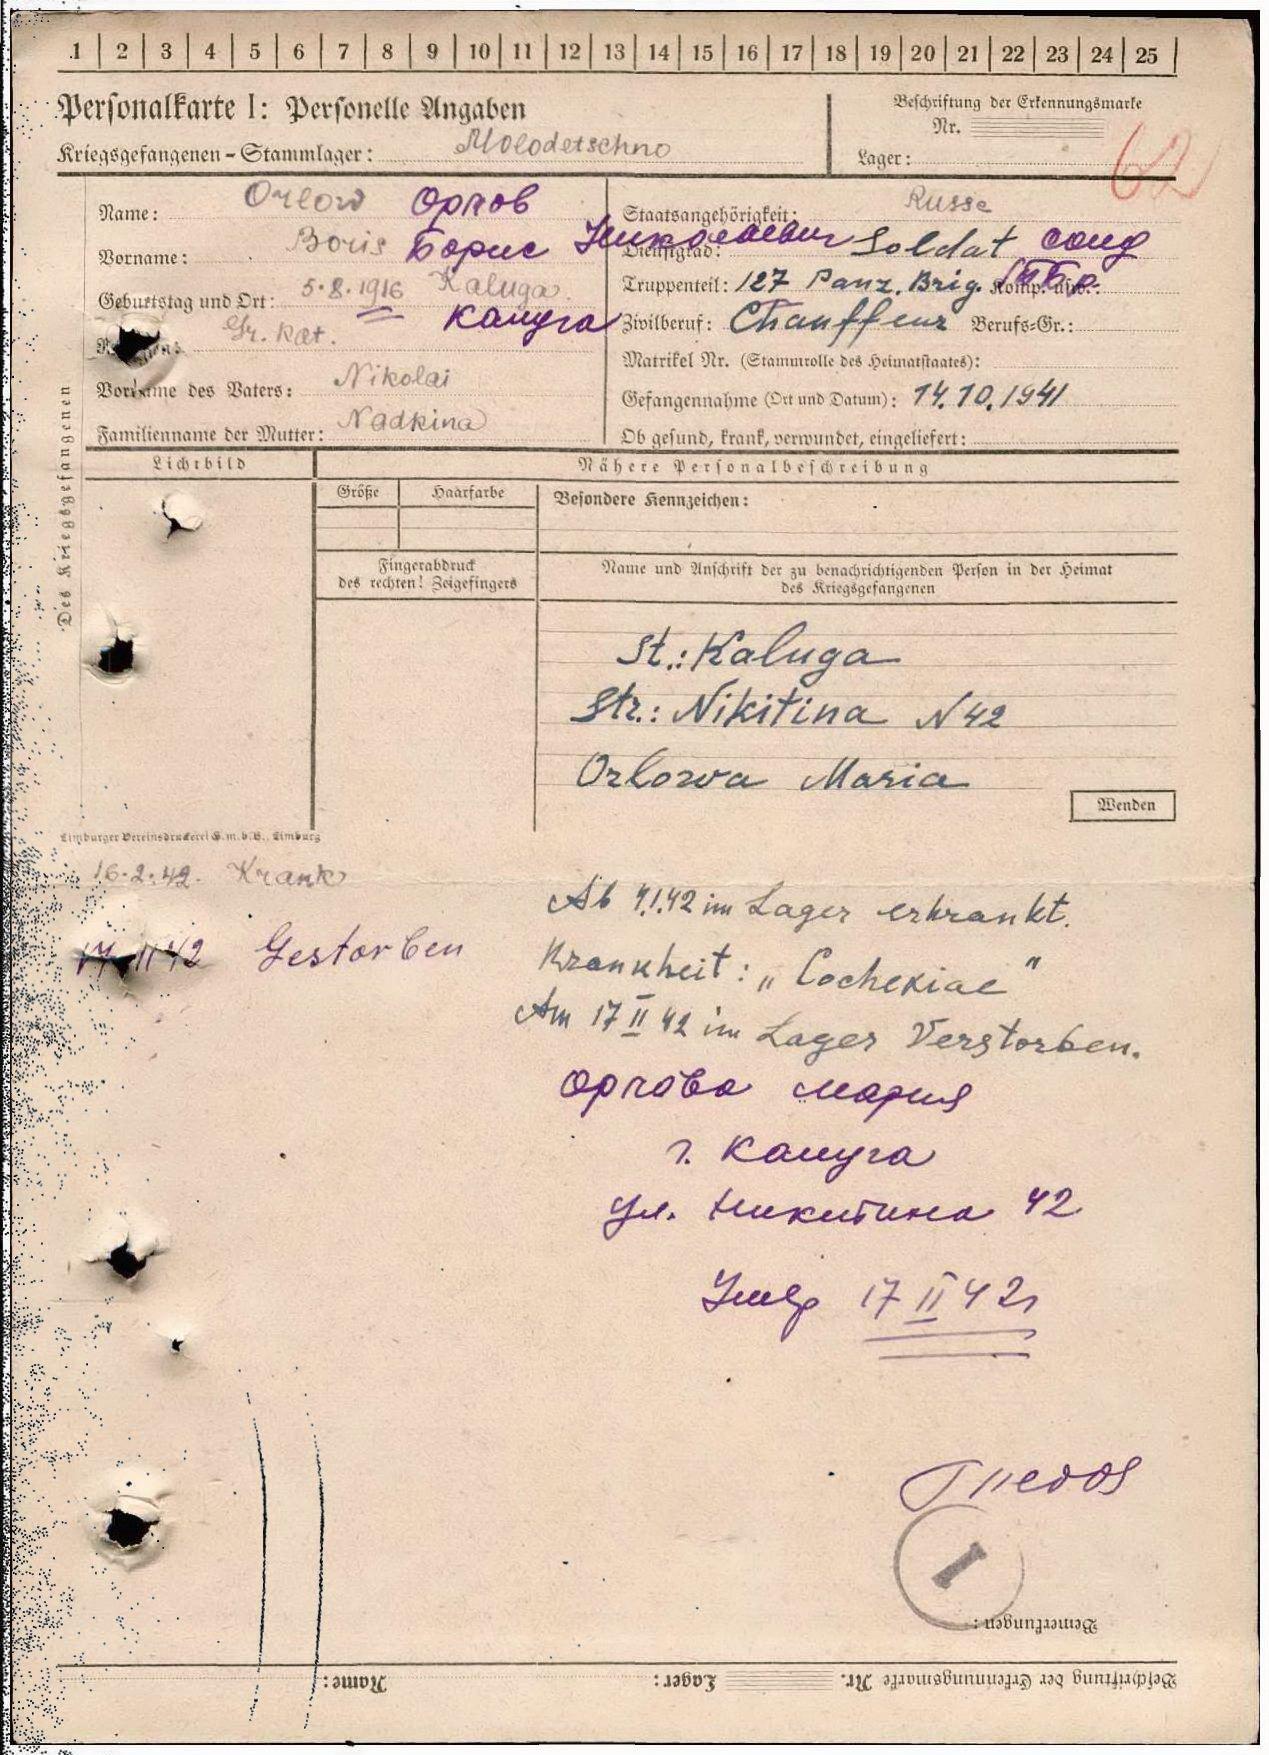 1 | 2 | 3 | 4 | 5 | 6 | 7 | 8 | 9 | 10 | 11 | 12 | 13 | 14 | 15 | 16 | 17 | 18 | 19 | 20 | 21 | 22 | 23 | 24 | 25 |
Personalkarte I: Personelle Angaben
Kriegsgefangenen-Stammlager: Molodetschno
Beschriftung der Erkennungsmarke
Nr.
Lager:
62
Des Kriegsgefangenen
Name: Orlow Орлов
Vorname: Boris Борис Николаевич
Geburtstag und Ort: 5.8.1916 Kaluga
Калуга
Gr. Kat.
Vorname des Vaters: Nikolai
Familienname der Mutter: Nadkina
Staatsangehörigkeit: Russe
Dienstgrad: Soldat солд
Truppenteil: 127 Panz. Brig. Komp. usw.:
Zivilberuf: Chauffeur Berufs-Gr.:
Matrikel Nr. (Stammrolle des Heimatstaates):
Gefangennahme (Ort und Datum): 14.10.1941
Ob gesund, krank, verwundet, eingeliefert:
Lichtbild
Nähere Personalbeschreibung
Größe Haarfarbe
Besondere Kennzeichen:
Fingerabdruck
des rechten! Zeigefingers
Name und Anschrift der zu benachrichtigenden Person in der Heimat
des Kriegsgefangenen
St.: Kaluga
Str.: Nikitina N 42
Orlowa Maria
Wenden
Limburger Vereinsdruckerei G.m.b.H., Limburg
16.2.42. Krank
17 II 42 Gestorben
Ab 4.1.42 im Lager erkrankt.
Krankheit: „Cochexiae"
Am 17 II 42 im Lager Verstorben.
Орлова Мария
г. Калуга
ул. Никитина 42
Умер 17 II 42
I
Bemerkungen:
Beschriftung der Erkennungsmarke Nr. Lager: Name: